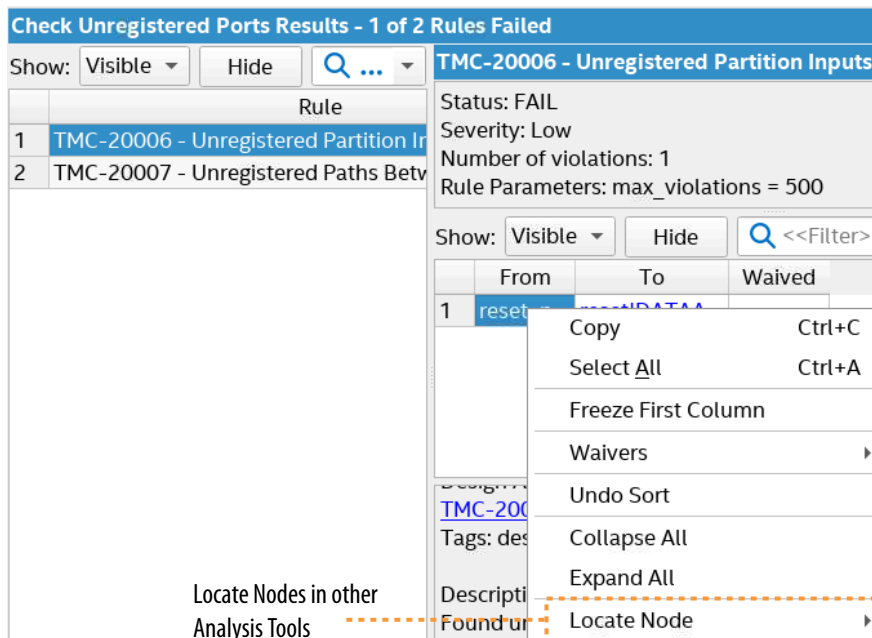 Check Unregistered Ports Results - 1 of 2 Rules Failed
Show: Visible Hide ...
Rule
1 TMC-20006 - Unregistered Partition
2 TMC-20007 - Unregistered Paths
TMC-20006 - Unregistered Partition Inputs
Status: FAIL
Severity: Low
Number of violations: 1
Rule Parameters: max_violations = 500
Show: Visible Hide <<Filter>
From To Waived
1
Copy Ctrl+C
Select All Ctrl+A
Freeze First Column
Waivers
Undo Sort
Collapse All
Expand All
Locate Node
TMC-200
Tags: des
Descripti
Found
Locate Nodes in other
Analysis Tools